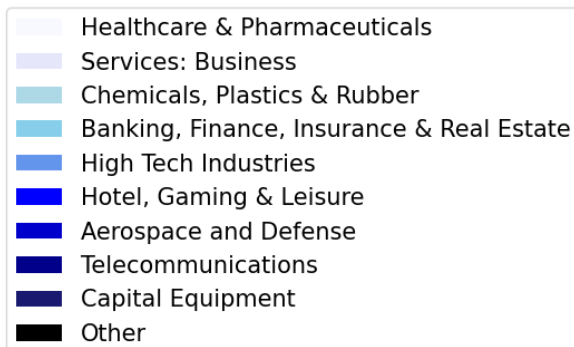 Healthcare & Pharmaceuticals
Services: Business
Chemicals, Plastics & Rubber
Banking, Finance, Insurance & Real Estate
High Tech Industries
Hotel, Gaming & Leisure
Aerospace and Defense
Telecommunications
Capital Equipment
Other